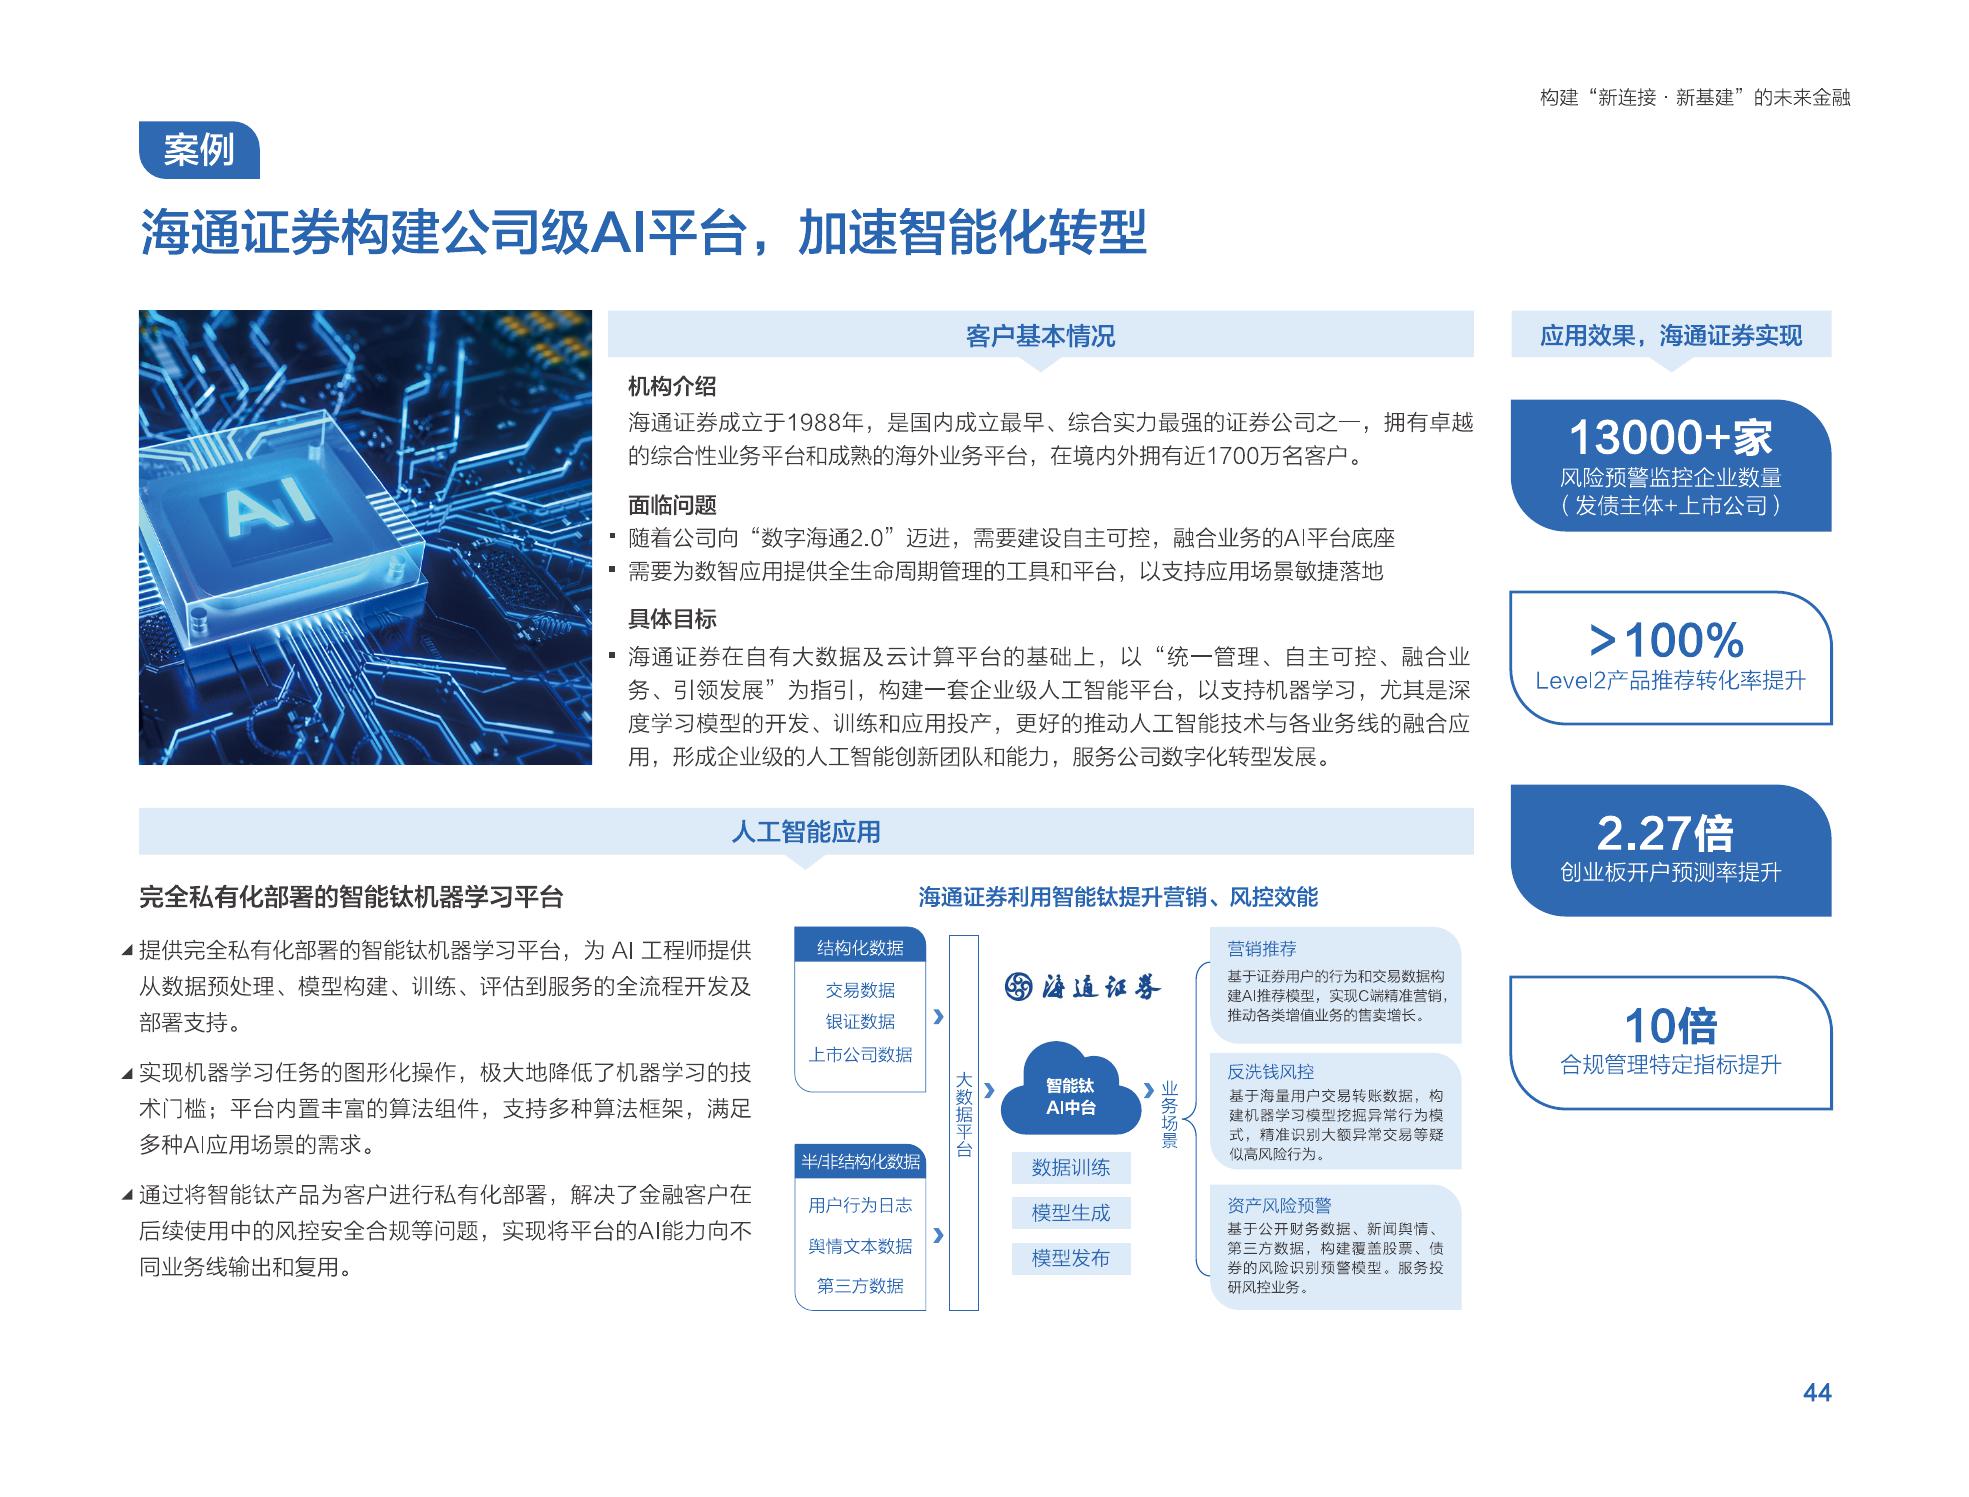 构建“新连接·新基建”的未来金融
案例
海通证券构建公司级AI平台，加速智能化转型
AI
客户基本情况
机构介绍
海通证券成立于1988年，是国内成立最早、综合实力最强的证券公司之一，拥有卓越
的综合性业务平台和成熟的海外业务平台，在境内外拥有近1700万名客户。
面临问题
▪ 随着公司向“数字海通2.0”迈进，需要建设自主可控，融合业务的AI平台底座
▪ 需要为数智应用提供全生命周期管理的工具和平台，以支持应用场景敏捷落地
具体目标
▪ 海通证券在自有大数据及云计算平台的基础上，以“统一管理、自主可控、融合业
务、引领发展”为指引，构建一套企业级人工智能平台，以支持机器学习，尤其是深
度学习模型的开发、训练和应用投产，更好的推动人工智能技术与各业务线的融合应
用，形成企业级的人工智能创新团队和能力，服务公司数字化转型发展。
应用效果，海通证券实现
13000+家
风险预警监控企业数量
（发债主体+上市公司）
>100%
Level2产品推荐转化率提升
2.27倍
创业板开户预测率提升
10倍
合规管理特定指标提升
人工智能应用
完全私有化部署的智能钛机器学习平台
提供完全私有化部署的智能钛机器学习平台，为 AI 工程师提供
从数据预处理、模型构建、训练、评估到服务的全流程开发及
部署支持。
实现机器学习任务的图形化操作，极大地降低了机器学习的技
术门槛；平台内置丰富的算法组件，支持多种算法框架，满足
多种AI应用场景的需求。
通过将智能钛产品为客户进行私有化部署，解决了金融客户在
后续使用中的风控安全合规等问题，实现将平台的AI能力向不
同业务线输出和复用。
海通证券利用智能钛提升营销、风控效能
结构化数据
交易数据
银证数据
上市公司数据
半/非结构化数据
用户行为日志
舆情文本数据
第三方数据
大数据平台
海通证券
智能钛
AI中台
数据训练
模型生成
模型发布
业务场景
营销推荐
基于证券用户的行为和交易数据构
建AI推荐模型，实现C端精准营销，
推动各类增值业务的售卖增长。
反洗钱风控
基于海量用户交易转账数据，构
建机器学习模型挖掘异常行为模
式，精准识别大额异常交易等疑
似高风险行为。
资产风险预警
基于公开财务数据、新闻舆情、
第三方数据，构建覆盖股票、债
券的风险识别预警模型。服务投
研风控业务。
44